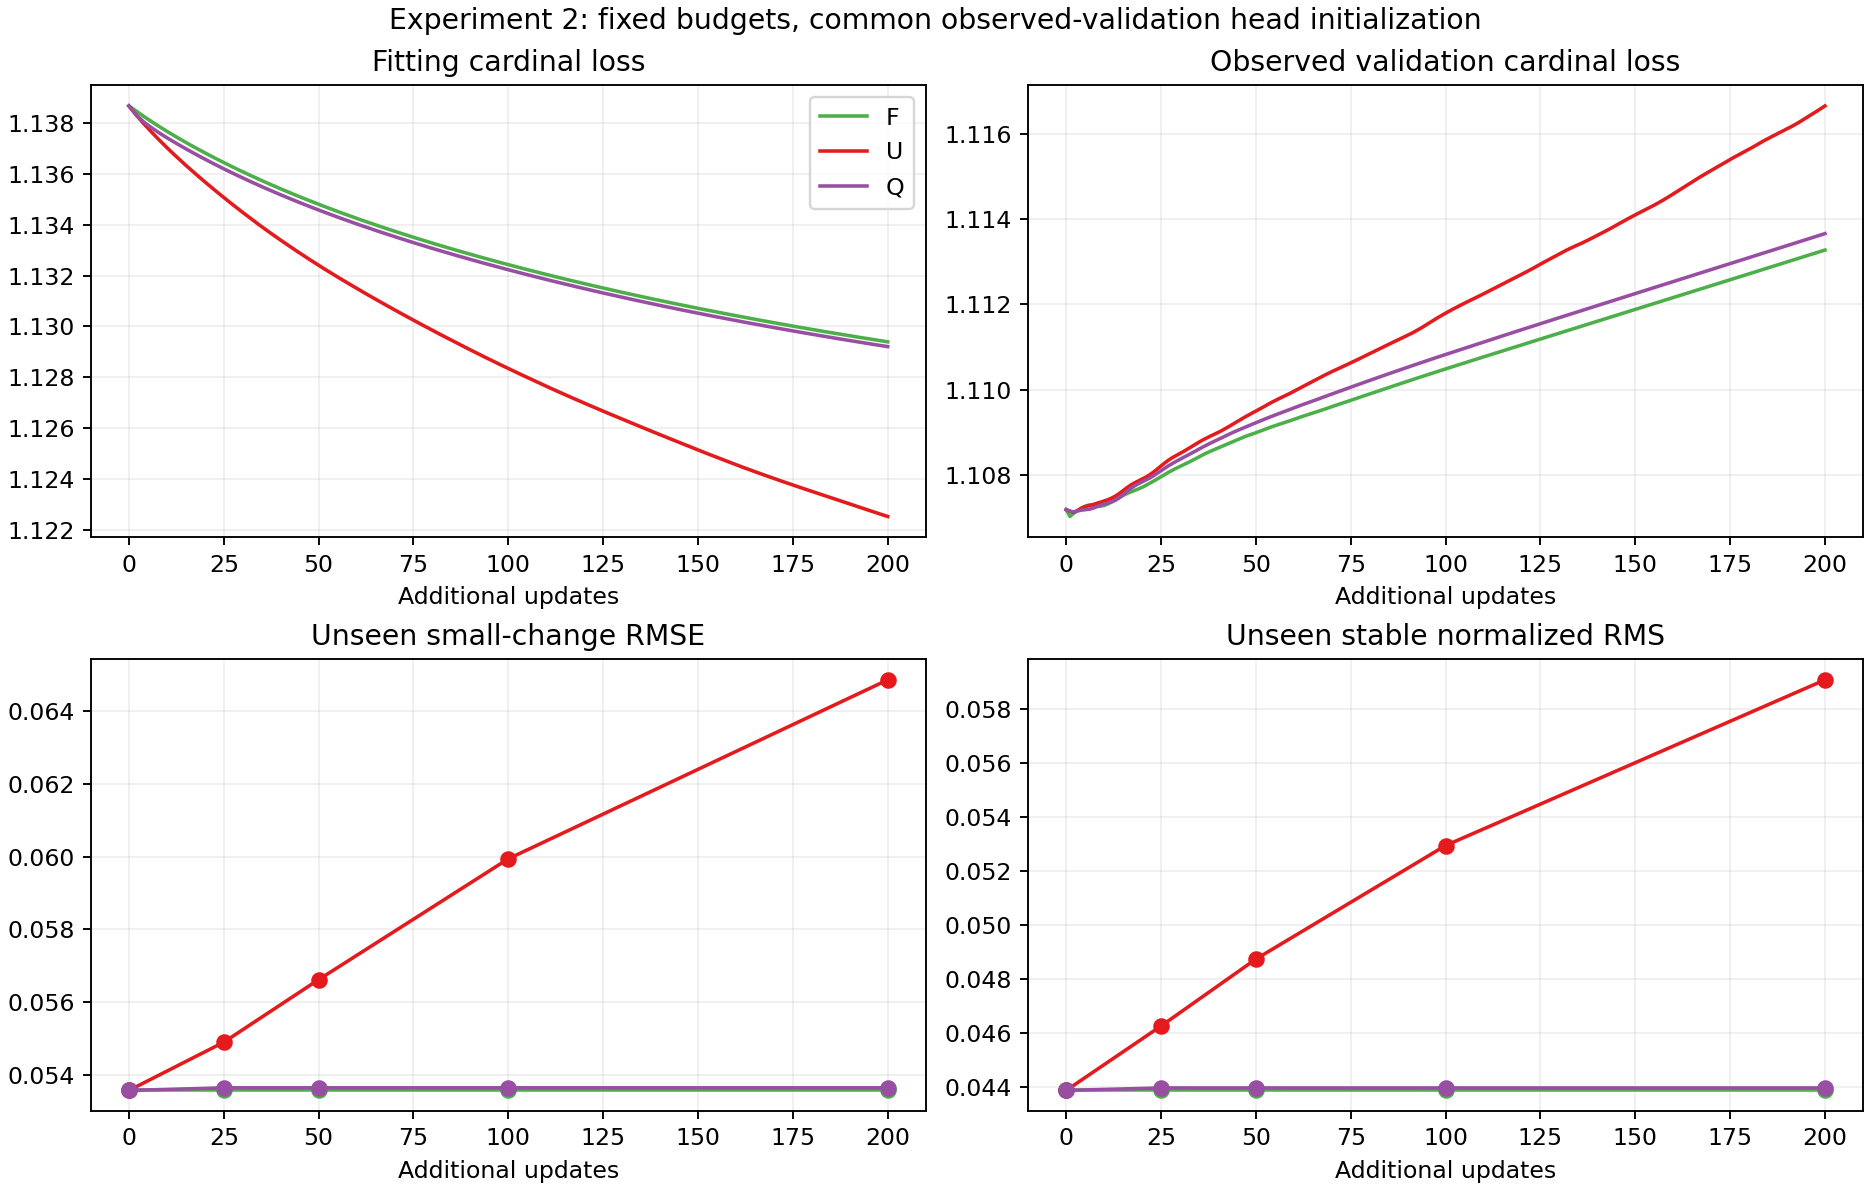 Experiment 2: fixed budgets, common observed-validation head initialization
Fitting cardinal loss
1.138
1.136
1.134
1.132
1.130
1.128
1.126
1.124
1.122
F
U
Q
0 25 50 75 100 125 150 175 200
Additional updates
Observed validation cardinal loss
1.116
1.114
1.112
1.110
1.108
0 25 50 75 100 125 150 175 200
Additional updates
Unseen small-change RMSE
0.064
0.062
0.060
0.058
0.056
0.054
0 25 50 75 100 125 150 175 200
Additional updates
Unseen stable normalized RMS
0.058
0.056
0.054
0.052
0.050
0.048
0.046
0.044
0 25 50 75 100 125 150 175 200
Additional updates